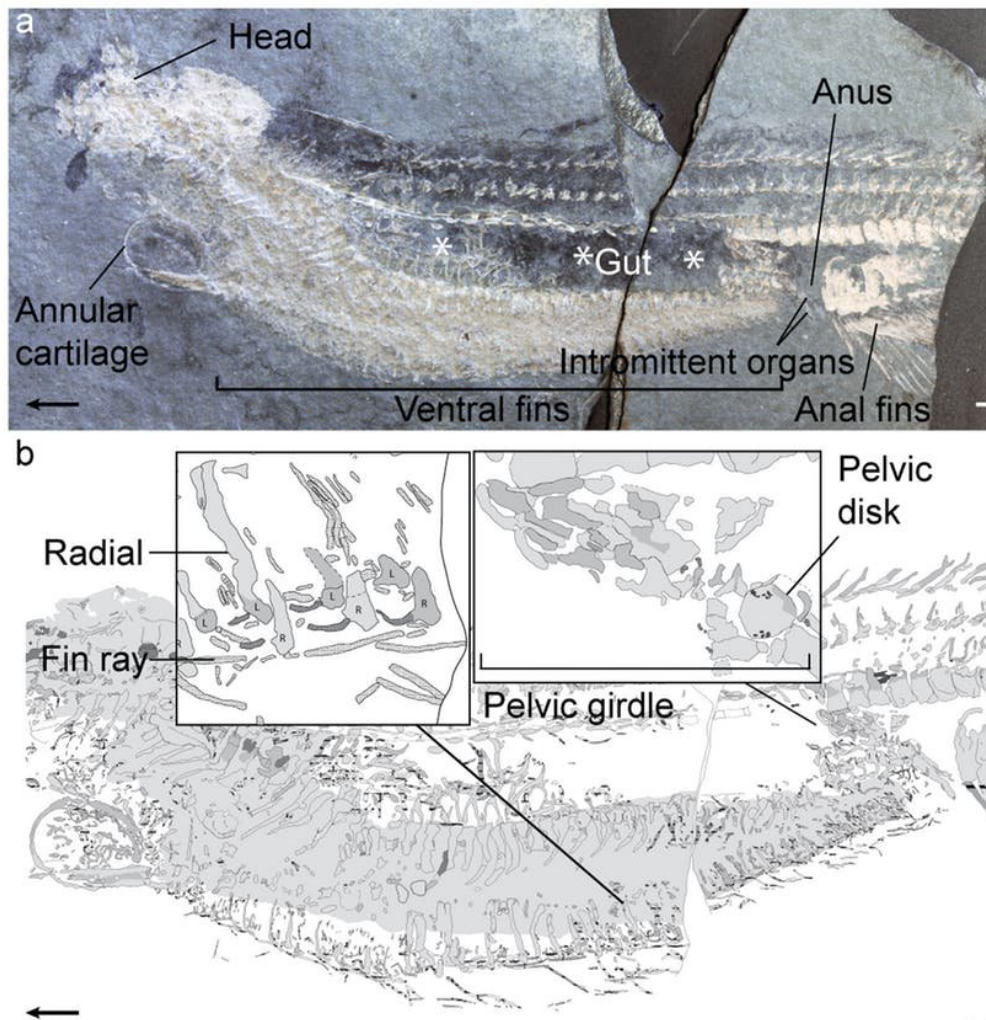 a
Head
Anus
* * *
Gut
Annular
cartilage
Intromittent organs
Ventral fins
Anal fins
b
Pelvic
disk
Radial
L
L
L
L
R
R
R
R
Fin ray
Pelvic girdle